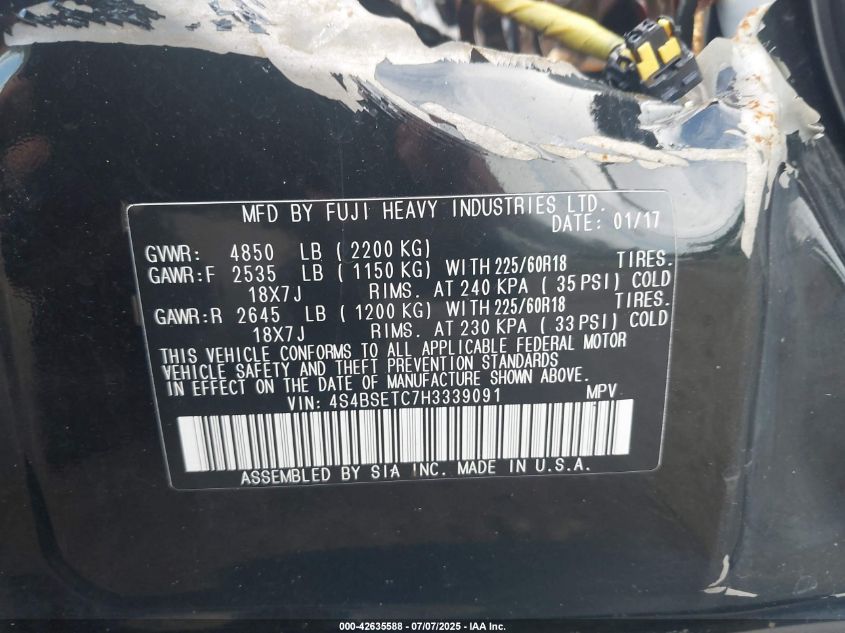 MFD BY FUJI HEAVY INDUSTRIES LTD.
DATE: 01/17
GVWR: 4850 LB (2200 KG)
GAWR:F 2535 LB (1150 KG) WITH 225/60R18 TIRES.
18X7J RIMS. AT 240 KPA (35 PSI) COLD
GAWR:R 2645 LB (1200 KG) WITH 225/60R18 TIRES.
18X7J RIMS. AT 230 KPA (33 PSI) COLD
THIS VEHICLE CONFORMS TO ALL APPLICABLE FEDERAL MOTOR
VEHICLE SAFETY AND THEFT PREVENTION STANDARDS
IN EFFECT ON THE DATE OF MANUFACTURE SHOWN ABOVE.
VIN: 4S4BSETC7H3339091 MPV
ASSEMBLED BY SIA INC. MADE IN U.S.A.
000-42635588 - 07/07/2025 - IAA Inc.